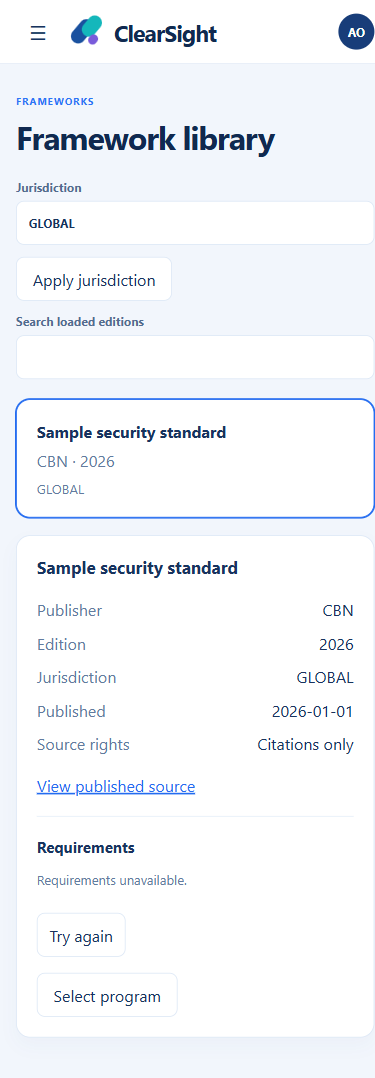 ☰ ClearSight AO
FRAMEWORKS
Framework library
Jurisdiction
GLOBAL
Apply jurisdiction
Search loaded editions
Sample security standard
CBN · 2026
GLOBAL
Sample security standard
Publisher CBN
Edition 2026
Jurisdiction GLOBAL
Published 2026-01-01
Source rights Citations only
View published source
Requirements
Requirements unavailable.
Try again
Select program